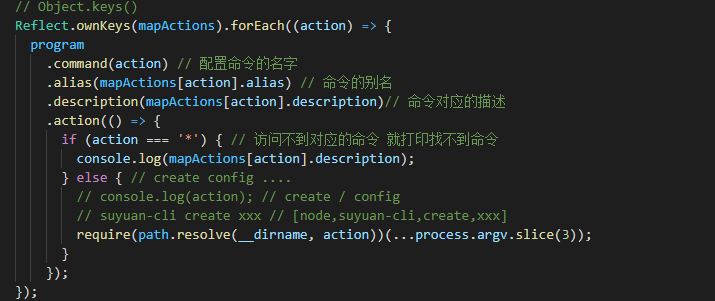 // Object.keys()
Reflect.ownKeys(mapActions).forEach((action) => {
  program
    .command(action) // 配置命令的名字
    .alias(mapActions[action].alias) // 命令的别名
    .description(mapActions[action].description)// 命令对应的描述
    .action(() => {
      if (action === '*') { // 访问不到对应的命令 就打印找不到命令
        console.log(mapActions[action].description);
      } else { // create config ....
        // console.log(action); // create / config
        // suyuan-cli create xxx // [node,suyuan-cli,create,xxx]
        require(path.resolve(__dirname, action))(...process.argv.slice(3));
      }
    });
});